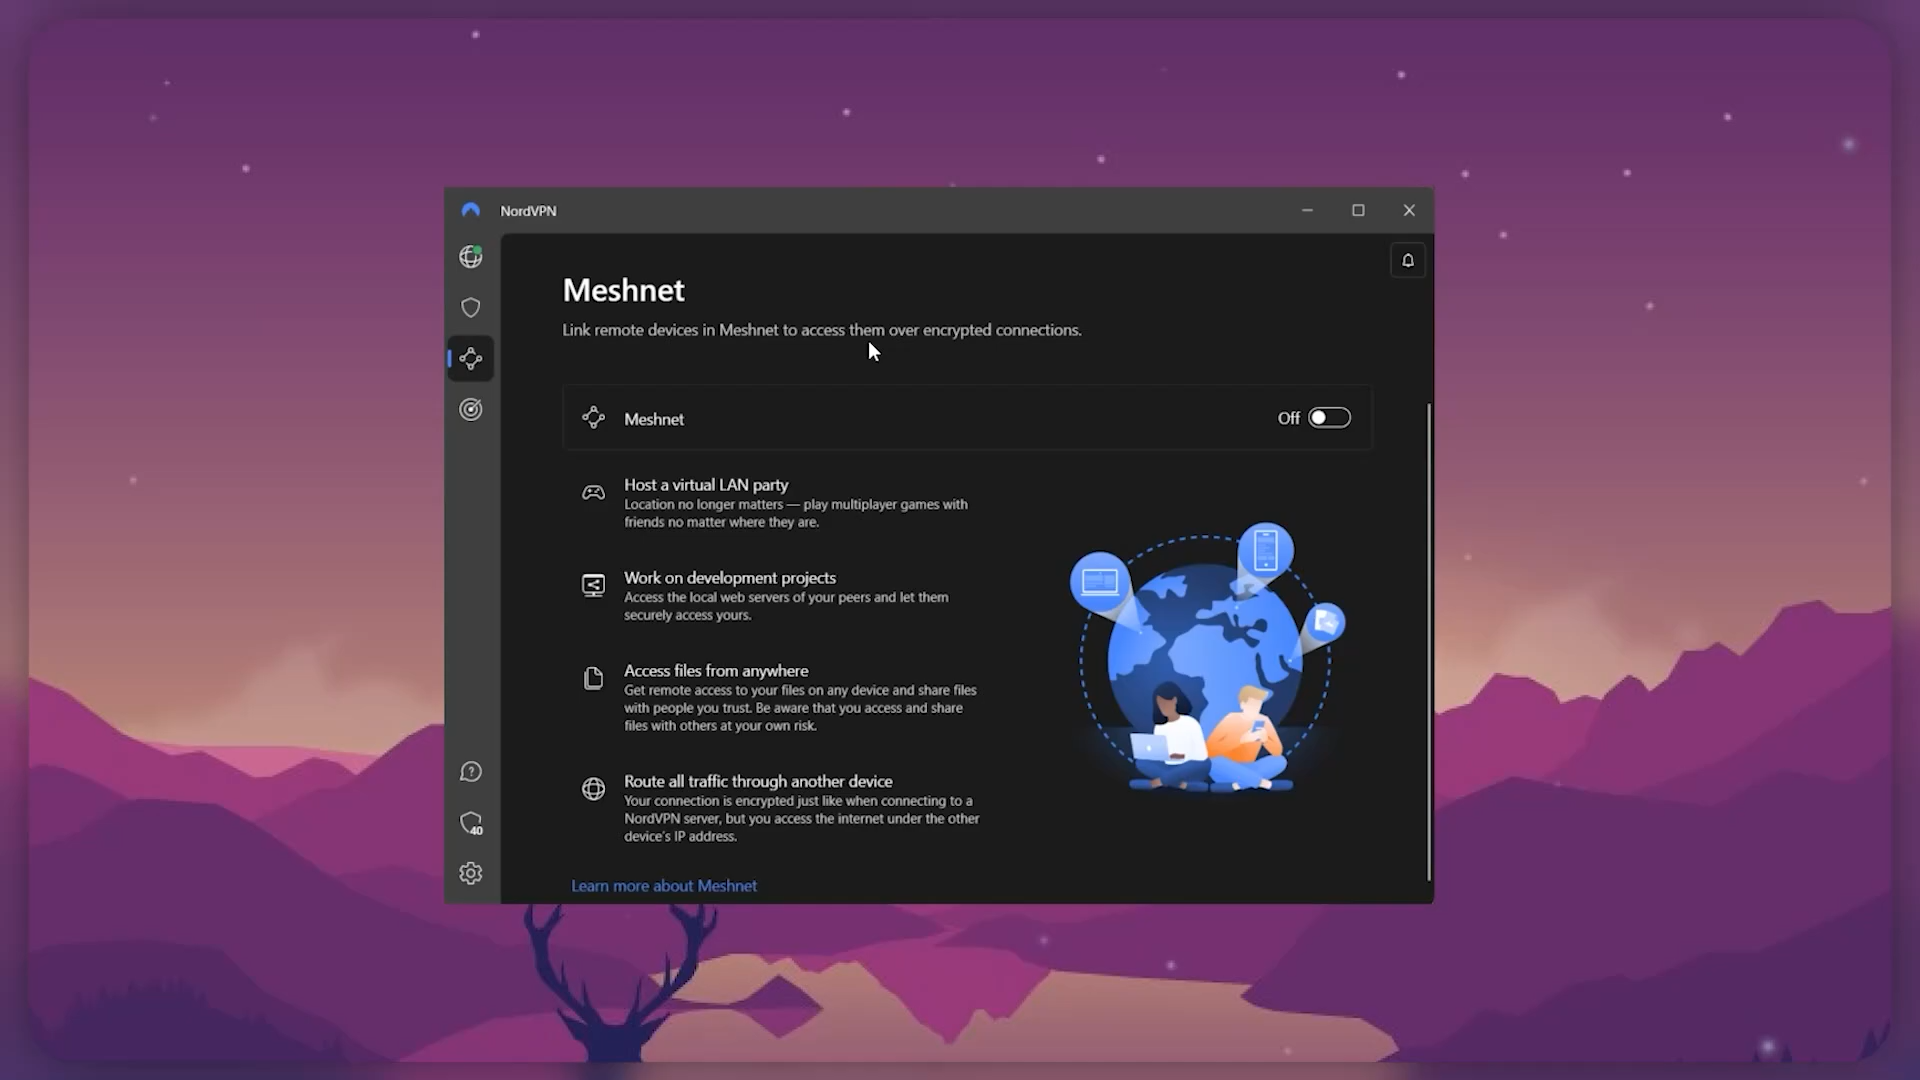 NordVPN
Meshnet
Link remote devices in Meshnet to access them over encrypted connections.
Meshnet
Off
Host a virtual LAN party
Location no longer matters — play multiplayer games with
friends no matter where they are.
Work on development projects
Access the local web servers of your peers and let them
securely access yours.
Access files from anywhere
Get remote access to your files on any device and share files
with people you trust. Be aware that you access and share
files with others at your own risk.
Route all traffic through another device
Your connection is encrypted just like when connecting to a
NordVPN server, but you access the internet under the other
device's IP address.
40
Learn more about Meshnet